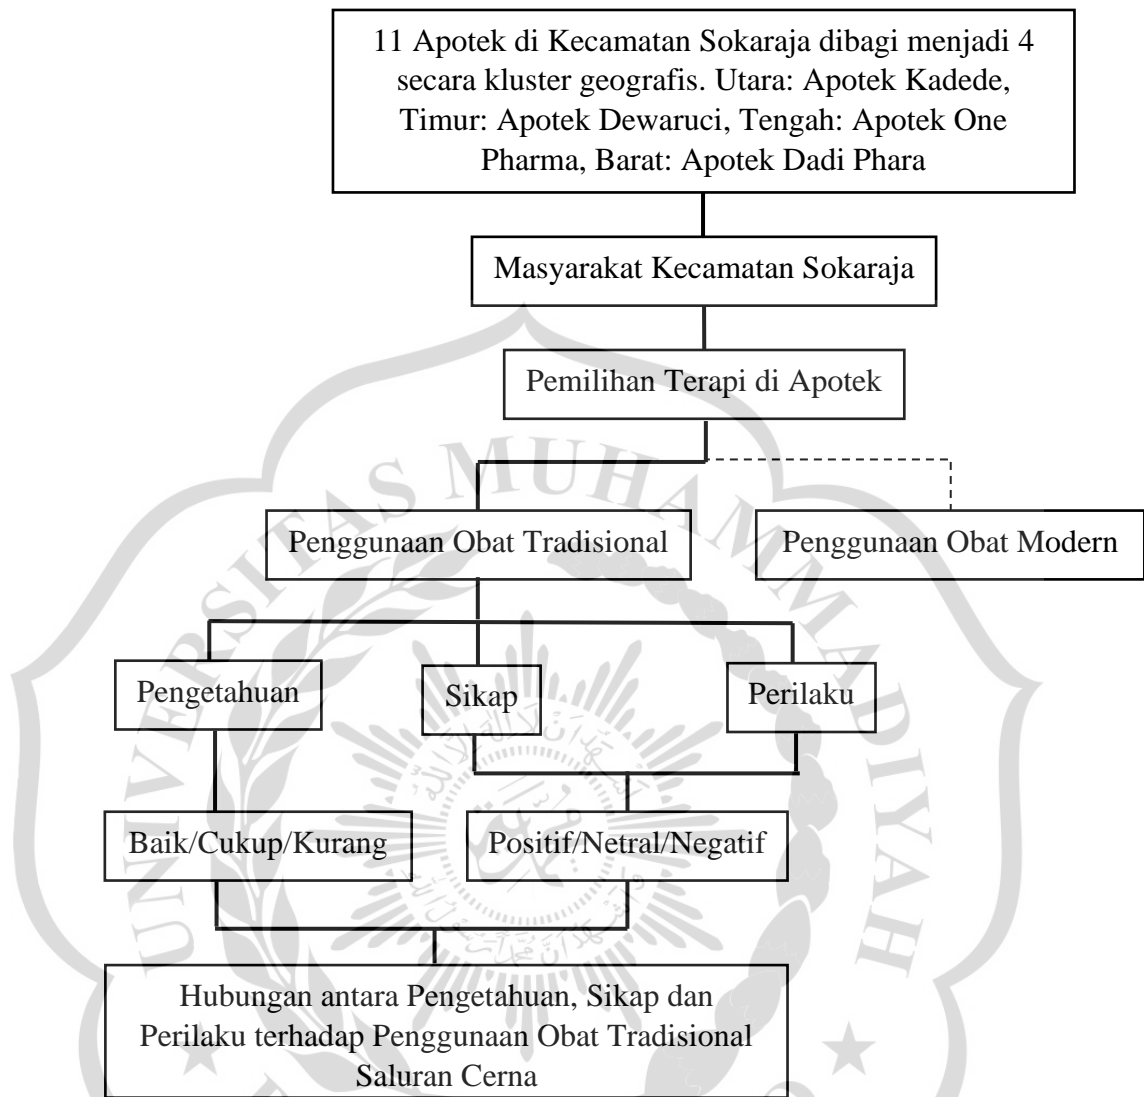 11 Apotek di Kecamatan Sokaraja dibagi menjadi 4
secara kluster geografis. Utara: Apotek Kadede,
Timur: Apotek Dewaruci, Tengah: Apotek One
Pharma, Barat: Apotek Dadi Phara
Masyarakat Kecamatan Sokaraja
Pemilihan Terapi di Apotek
UNIVERSITAS MUHAMMADIYAH
Penggunaan Obat Tradisional
Penggunaan Obat Modern
Pengetahuan
Sikap
Perilaku
Baik/Cukup/Kurang
Positif/Netral/Negatif
Hubungan antara Pengetahuan, Sikap dan
Perilaku terhadap Penggunaan Obat Tradisional
Saluran Cerna